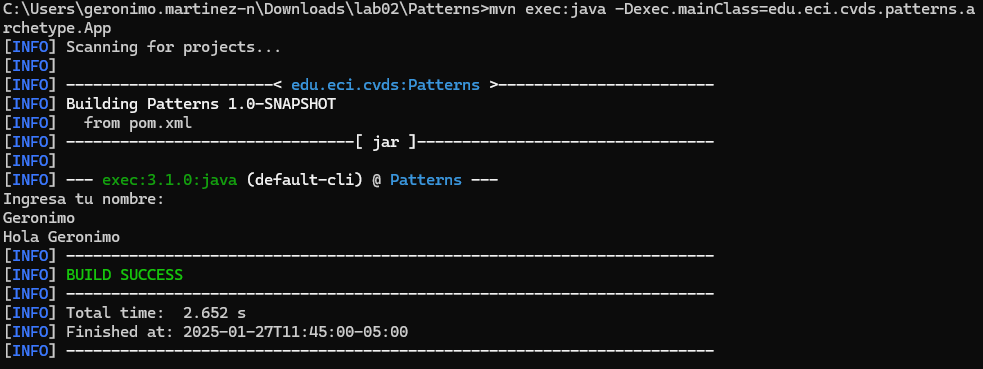 C:\Users\geronimo.martinez-n\Downloads\lab02\Patterns>mvn exec:java -Dexec.mainClass=edu.eci.cvds.patterns.a
rchetype.App
[INFO] Scanning for projects...
[INFO]
[INFO] -----------------------< edu.eci.cvds:Patterns >------------------------
[INFO] Building Patterns 1.0-SNAPSHOT
[INFO]   from pom.xml
[INFO] --------------------------------[ jar ]---------------------------------
[INFO]
[INFO] --- exec:3.1.0:java (default-cli) @ Patterns ---
Ingresa tu nombre:
Geronimo
Hola Geronimo
[INFO] ------------------------------------------------------------------------
[INFO] BUILD SUCCESS
[INFO] ------------------------------------------------------------------------
[INFO] Total time:  2.652 s
[INFO] Finished at: 2025-01-27T11:45:00-05:00
[INFO] ------------------------------------------------------------------------